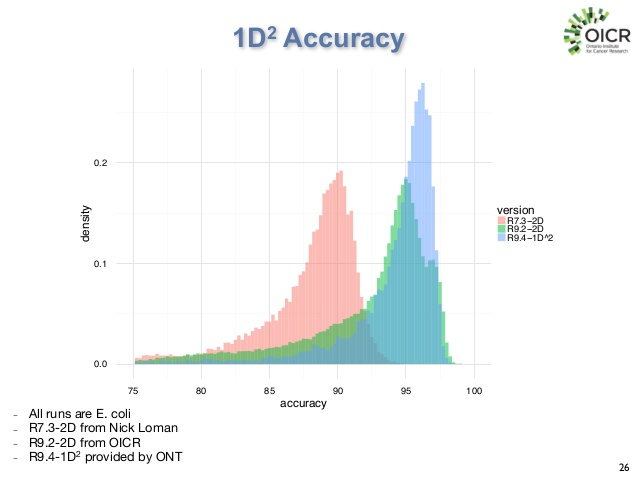 1D² Accuracy
OICR
Ontario Institute
for Cancer Research
density
0.2
0.1
0.0
75 80 85 90 95 100
accuracy
version
R7.3−2D
R9.2−2D
R9.4−1D^2
- All runs are E. coli
- R7.3-2D from Nick Loman
- R9.2-2D from OICR
- R9.4-1D² provided by ONT
26